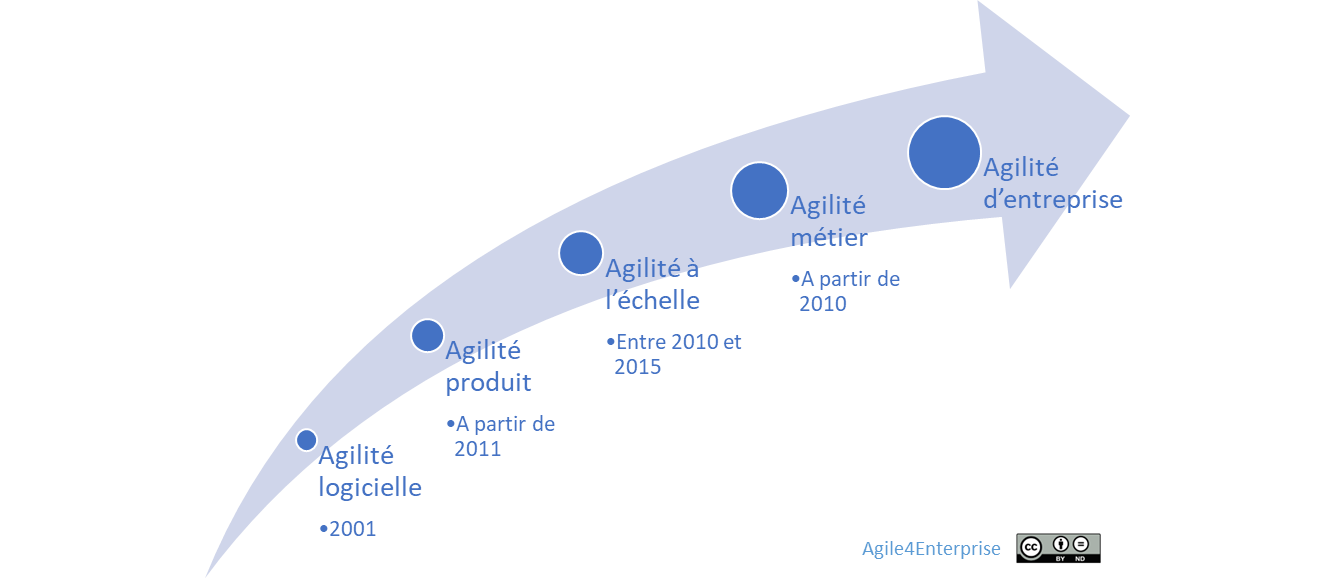 Agilité
logicielle
•2001
Agilité
produit
•A partir de
2011
Agilité à
l’échelle
•Entre 2010 et
2015
Agilité
métier
•A partir de
2010
Agilité
d’entreprise
Agile4Enterprise
cc
BY ND